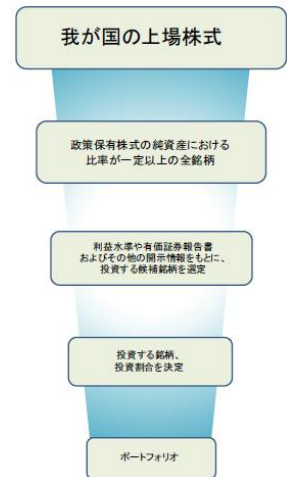 我が国の上場株式
政策保有株式の純資産における
比率が一定以上の全銘柄
利益水準や有価証券報告書
およびその他の開示情報をもとに、
投資する候補銘柄を選定
投資する銘柄、
投資割合を決定
ポートフォリオ